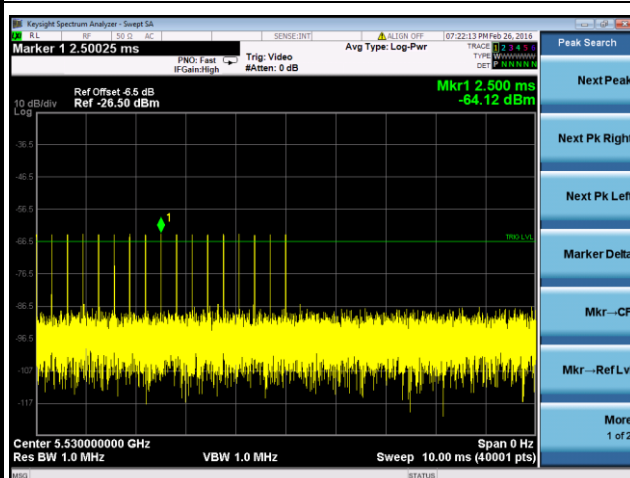 Keysight Spectrum Analyzer - Swept SA
RL RF 50 Ω AC SENSE:INT ALIGN OFF 07:22:13 PM Feb 26, 2016
Marker 1 2.50025 ms
PNO: Fast
IFGain:High
Trig: Video
#Atten: 0 dB
Avg Type: Log-Pwr
TRACE 1 2 3 4 5 6
TYPE WWWWWW
DET P NNNNN
Peak Search
Ref Offset -6.5 dB
10 dB/div Ref -26.50 dBm
Log
Mkr1 2.500 ms
-64.12 dBm
Next Peak
-36.5
Next Pk Right
-46.5
-56.5
Next Pk Left
1
-66.5
TRIG LVL
Marker Delta
-76.5
-86.5
Mkr→CF
-96.5
-107
Mkr→Ref Lv
-117
More
1 of 2
Center 5.530000000 GHz
Span 0 Hz
Res BW 1.0 MHz
VBW 1.0 MHz
Sweep 10.00 ms (40001 pts)
MSG
STATUS